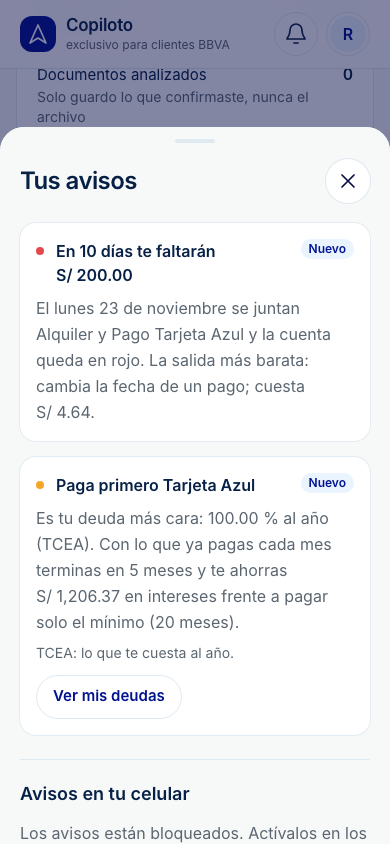 Copiloto
exclusivo para clientes BBVA
R
Documentos analizados 0
Solo guardo lo que confirmaste, nunca el
archivo
Tus avisos
En 10 días te faltarán Nuevo
S/ 200.00
El lunes 23 de noviembre se juntan
Alquiler y Pago Tarjeta Azul y la cuenta
queda en rojo. La salida más barata:
cambia la fecha de un pago; cuesta
S/ 4.64.
Paga primero Tarjeta Azul Nuevo
Es tu deuda más cara: 100.00 % al año
(TCEA). Con lo que ya pagas cada mes
terminas en 5 meses y te ahorras
S/ 1,206.37 en intereses frente a pagar
solo el mínimo (20 meses).
TCEA: lo que te cuesta al año.
Ver mis deudas
Avisos en tu celular
Los avisos están bloqueados. Actívalos en los